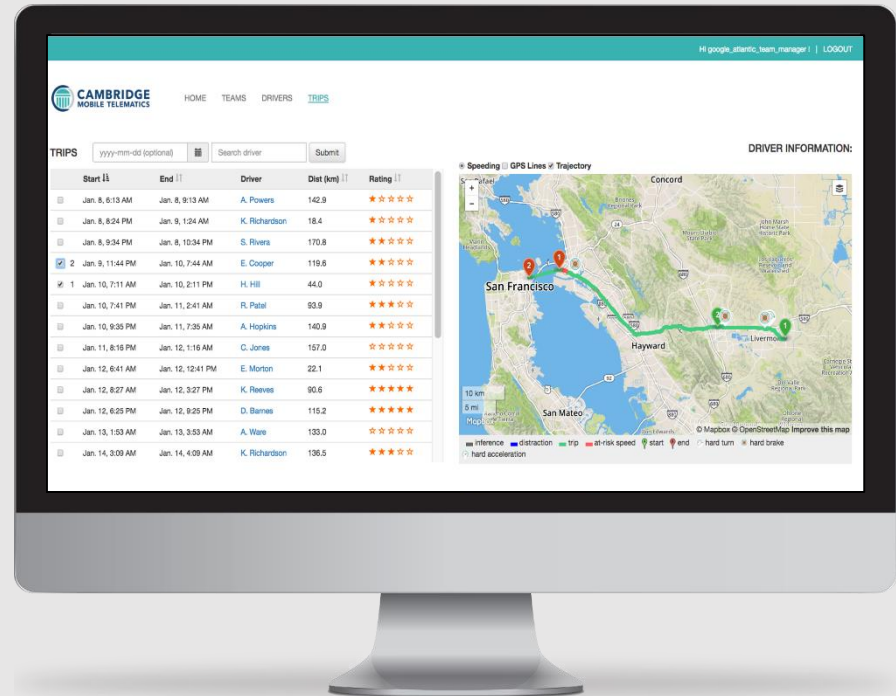 Hi google_atlantic_team_manager ! | LOGOUT
CAMBRIDGE
MOBILE TELEMATICS
HOME TEAMS DRIVERS TRIPS
TRIPS yyyy-mm-dd (optional) Search driver Submit
DRIVER INFORMATION:
Speeding GPS Lines Trajectory
Start End Driver Dist (km) Rating
Jan. 8, 6:13 AM Jan. 8, 9:13 AM A. Powers 142.9
Jan. 8, 8:24 PM Jan. 9, 1:24 AM K. Richardson 18.4
Jan. 8, 9:34 PM Jan. 8, 10:34 PM S. Rivera 170.8
2 Jan. 9, 11:44 PM Jan. 10, 7:44 AM E. Cooper 119.6
1 Jan. 10, 7:11 AM Jan. 10, 2:11 PM H. Hill 44.0
Jan. 10, 7:41 PM Jan. 11, 2:41 AM R. Patel 93.9
Jan. 10, 9:35 PM Jan. 11, 7:35 AM A. Hopkins 140.9
Jan. 11, 8:16 PM Jan. 12, 1:16 AM C. Jones 157.0
Jan. 12, 6:41 AM Jan. 12, 12:41 PM E. Morton 22.1
Jan. 12, 8:27 AM Jan. 12, 3:27 PM K. Reeves 90.6
Jan. 12, 6:25 PM Jan. 12, 9:25 PM D. Barnes 115.2
Jan. 13, 1:53 AM Jan. 13, 3:53 AM A. Ware 133.0
Jan. 14, 3:09 AM Jan. 14, 4:09 AM K. Richardson 136.5
Concord
+
-
24
580
2 1
San Francisco
2 1
Livermore
Hayward
92
10 km
5 mi
San Mateo
Mapbox
© Mapbox © OpenStreetMap Improve this map
inference distraction trip at-risk speed start end hard turn hard brake
hard acceleration